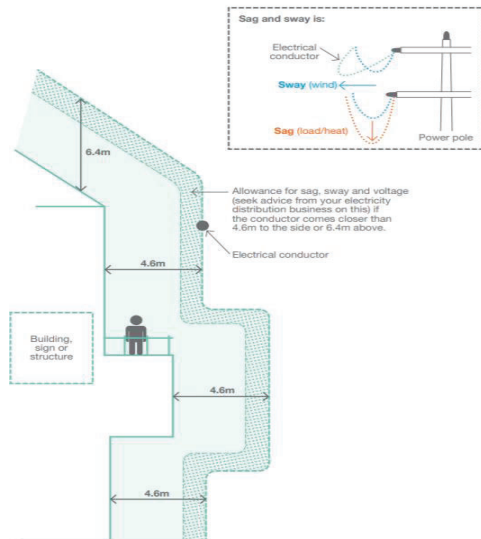 Sag and sway is:
Electrical
conductor
Sway (wind)
Sag (load/heat)
Power pole
6.4m
Allowance for sag, sway and voltage
(seek advice from your electricity
distribution business on this) if
the conductor comes closer than
4.6m to the side or 6.4m above.
4.6m
Electrical conductor
Building,
sign or
structure
4.6m
4.6m